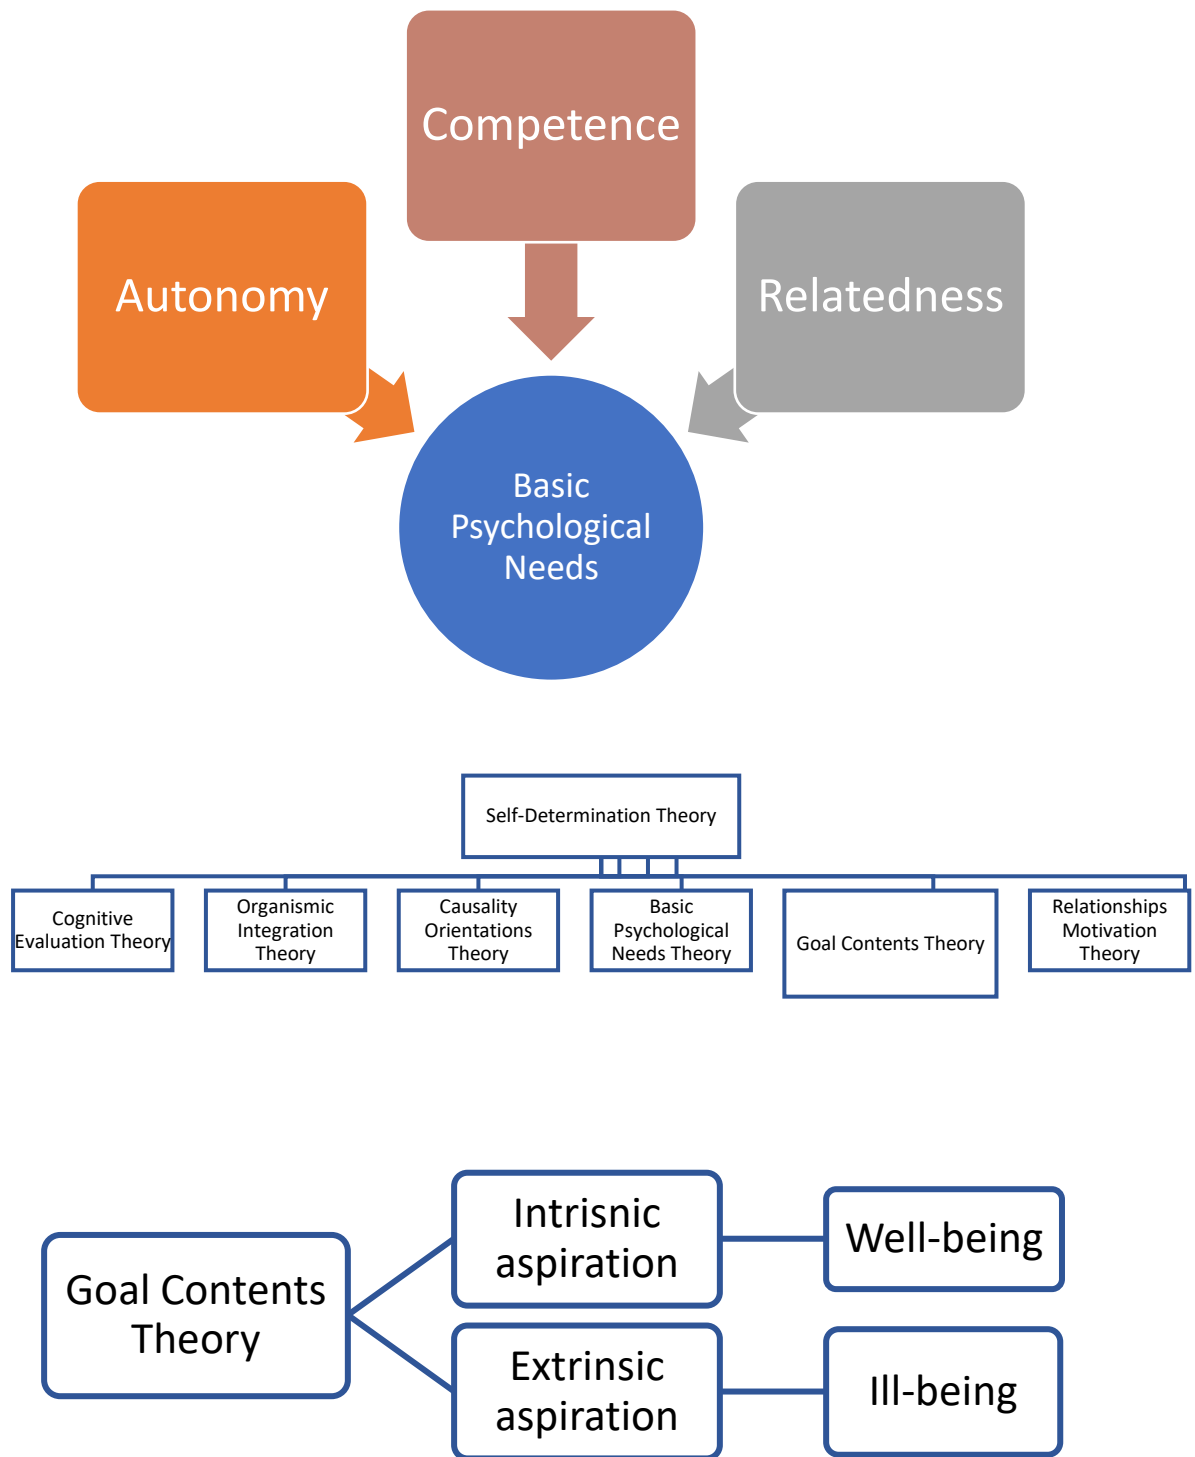 Competence
Autonomy
Relatedness
Basic
Psychological
Needs
Self-Determination Theory
Cognitive
Evaluation Theory
Organismic
Integration
Theory
Causality
Orientations
Theory
Basic
Psychological
Needs Theory
Goal Contents Theory
Relationships
Motivation
Theory
Goal Contents
Theory
Intrisnic
aspiration
Well-being
Extrinsic
aspiration
Ill-being